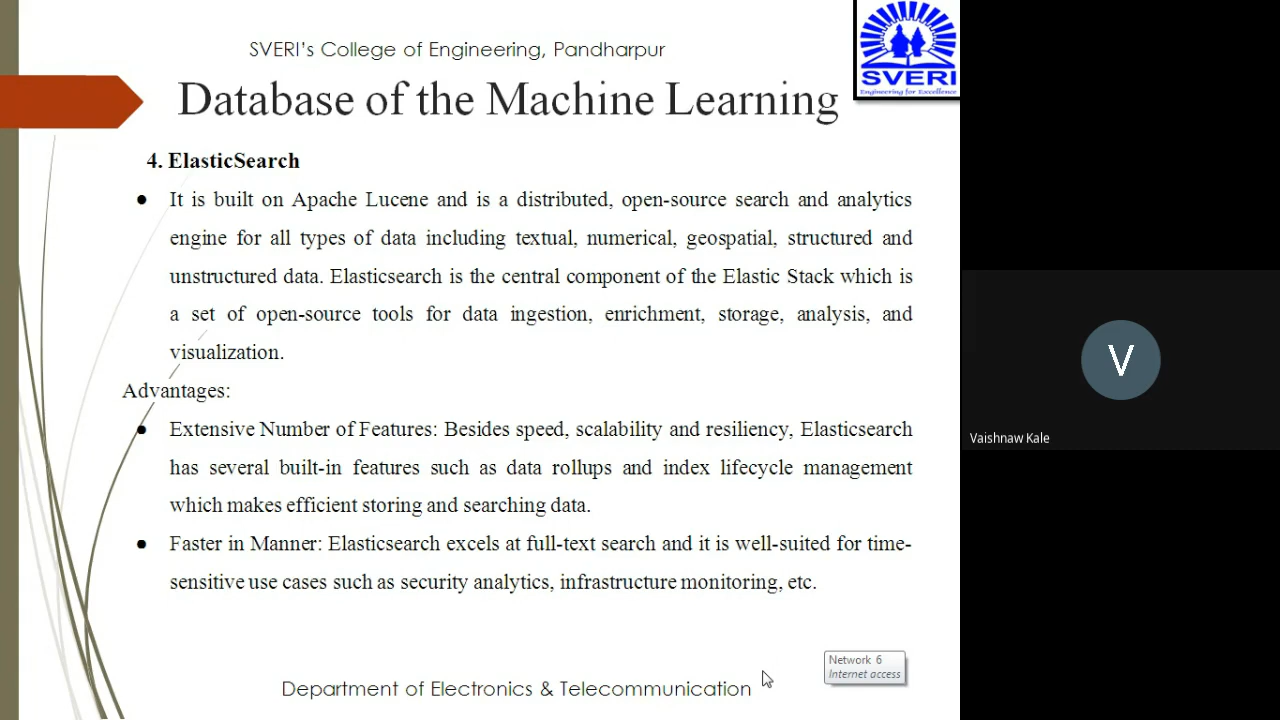 SVERI's College of Engineering, Pandharpur
SVERI
Engineering for Excellence
Database of the Machine Learning
4. ElasticSearch
● It is built on Apache Lucene and is a distributed, open-source search and analytics
engine for all types of data including textual, numerical, geospatial, structured and
unstructured data. Elasticsearch is the central component of the Elastic Stack which is
a set of open-source tools for data ingestion, enrichment, storage, analysis, and
visualization.
Advantages:
● Extensive Number of Features: Besides speed, scalability and resiliency, Elasticsearch
has several built-in features such as data rollups and index lifecycle management
which makes efficient storing and searching data.
● Faster in Manner: Elasticsearch excels at full-text search and it is well-suited for time-
sensitive use cases such as security analytics, infrastructure monitoring, etc.
Network 6
Internet access
Department of Electronics & Telecommunication
V
Vaishnaw Kale